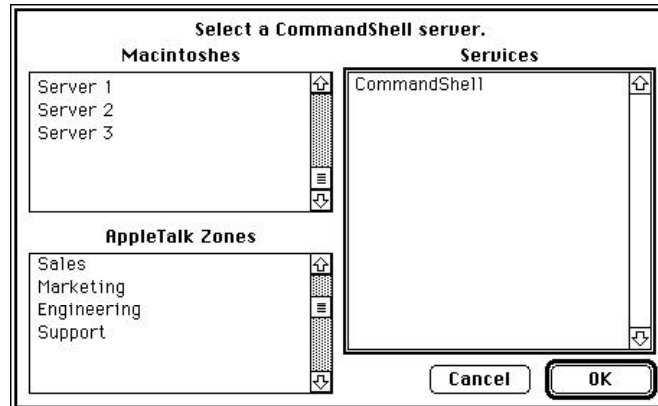 Select a CommandShell server.
Macintoshes
Server 1
Server 2
Server 3
AppleTalk Zones
Sales
Marketing
Engineering
Support
Services
CommandShell
Cancel
OK